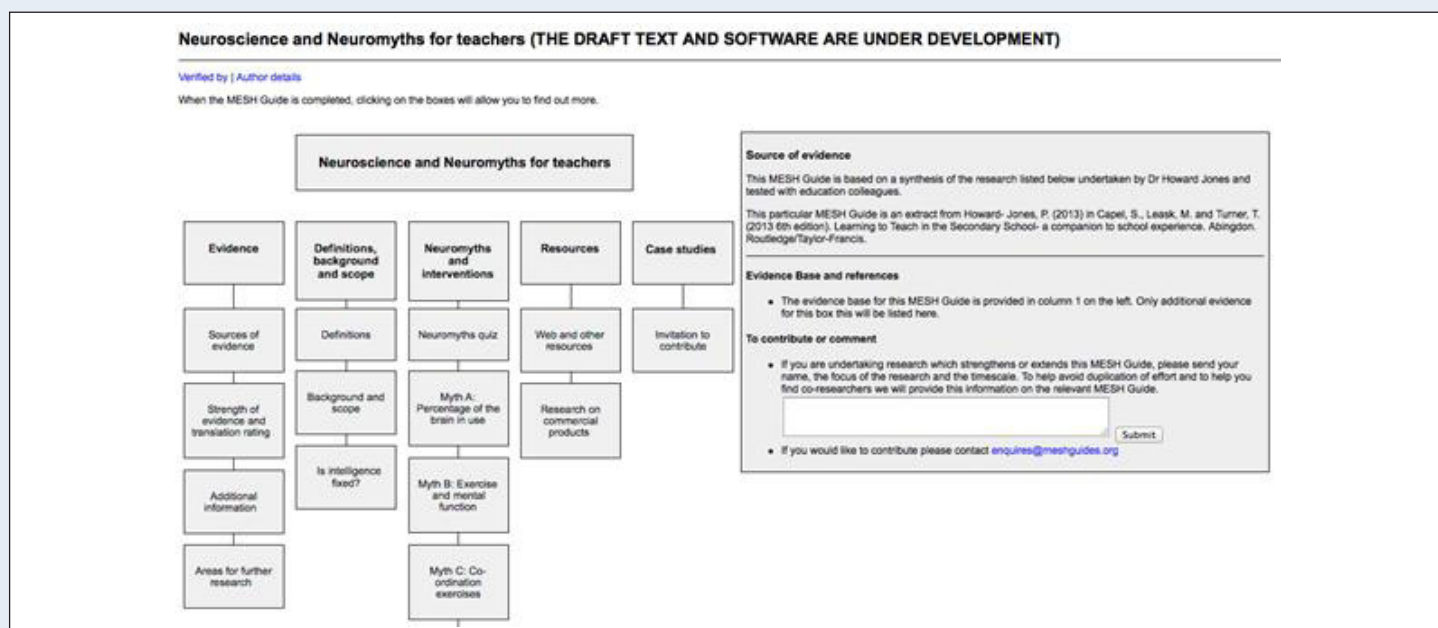 Neuroscience and Neuromyths for teachers (THE DRAFT TEXT AND SOFTWARE ARE UNDER DEVELOPMENT)
Verified by | Author details
When the MESH Guide is completed, clicking on the boxes will allow you to find out more.
Neuroscience and Neuromyths for teachers
Evidence
Sources of
evidence
Strength of
evidence and
translation rating
Additional
information
Areas for further
research
Definitions,
background
and scope
Definitions
Background and
scope
Is intelligence
fixed?
Neuromyths
and
interventions
Neuromyths quiz
Myth A:
Percentage of the
brain in use
Myth B: Exercise
and mental
function
Myth C: Co-
ordination
exercises
Resources
Web and other
resources
Research on
commercial
products
Case studies
Invitation to
contribute
Source of evidence
This MESH Guide is based on a synthesis of the research listed below undertaken by Dr Howard Jones and
tested with education colleagues.
This particular MESH Guide is an extract from Howard- Jones, P. (2013) in Capel, S., Leask, M. and Turner, T.
(2013 6th edition). Learning to Teach in the Secondary School- a companion to school experience. Abingdon.
Routledge/Taylor-Francis.
Evidence Base and references
• The evidence base for this MESH Guide is provided in column 1 on the left. Only additional evidence
for this box this will be listed here.
To contribute or comment
• If you are undertaking research which strengthens or extends this MESH Guide, please send your
name, the focus of the research and the timescale. To help avoid duplication of effort and to help you
find co-researchers we will provide this information on the relevant MESH Guide.
Submit
• If you would like to contribute please contact enquires@meshguides.org